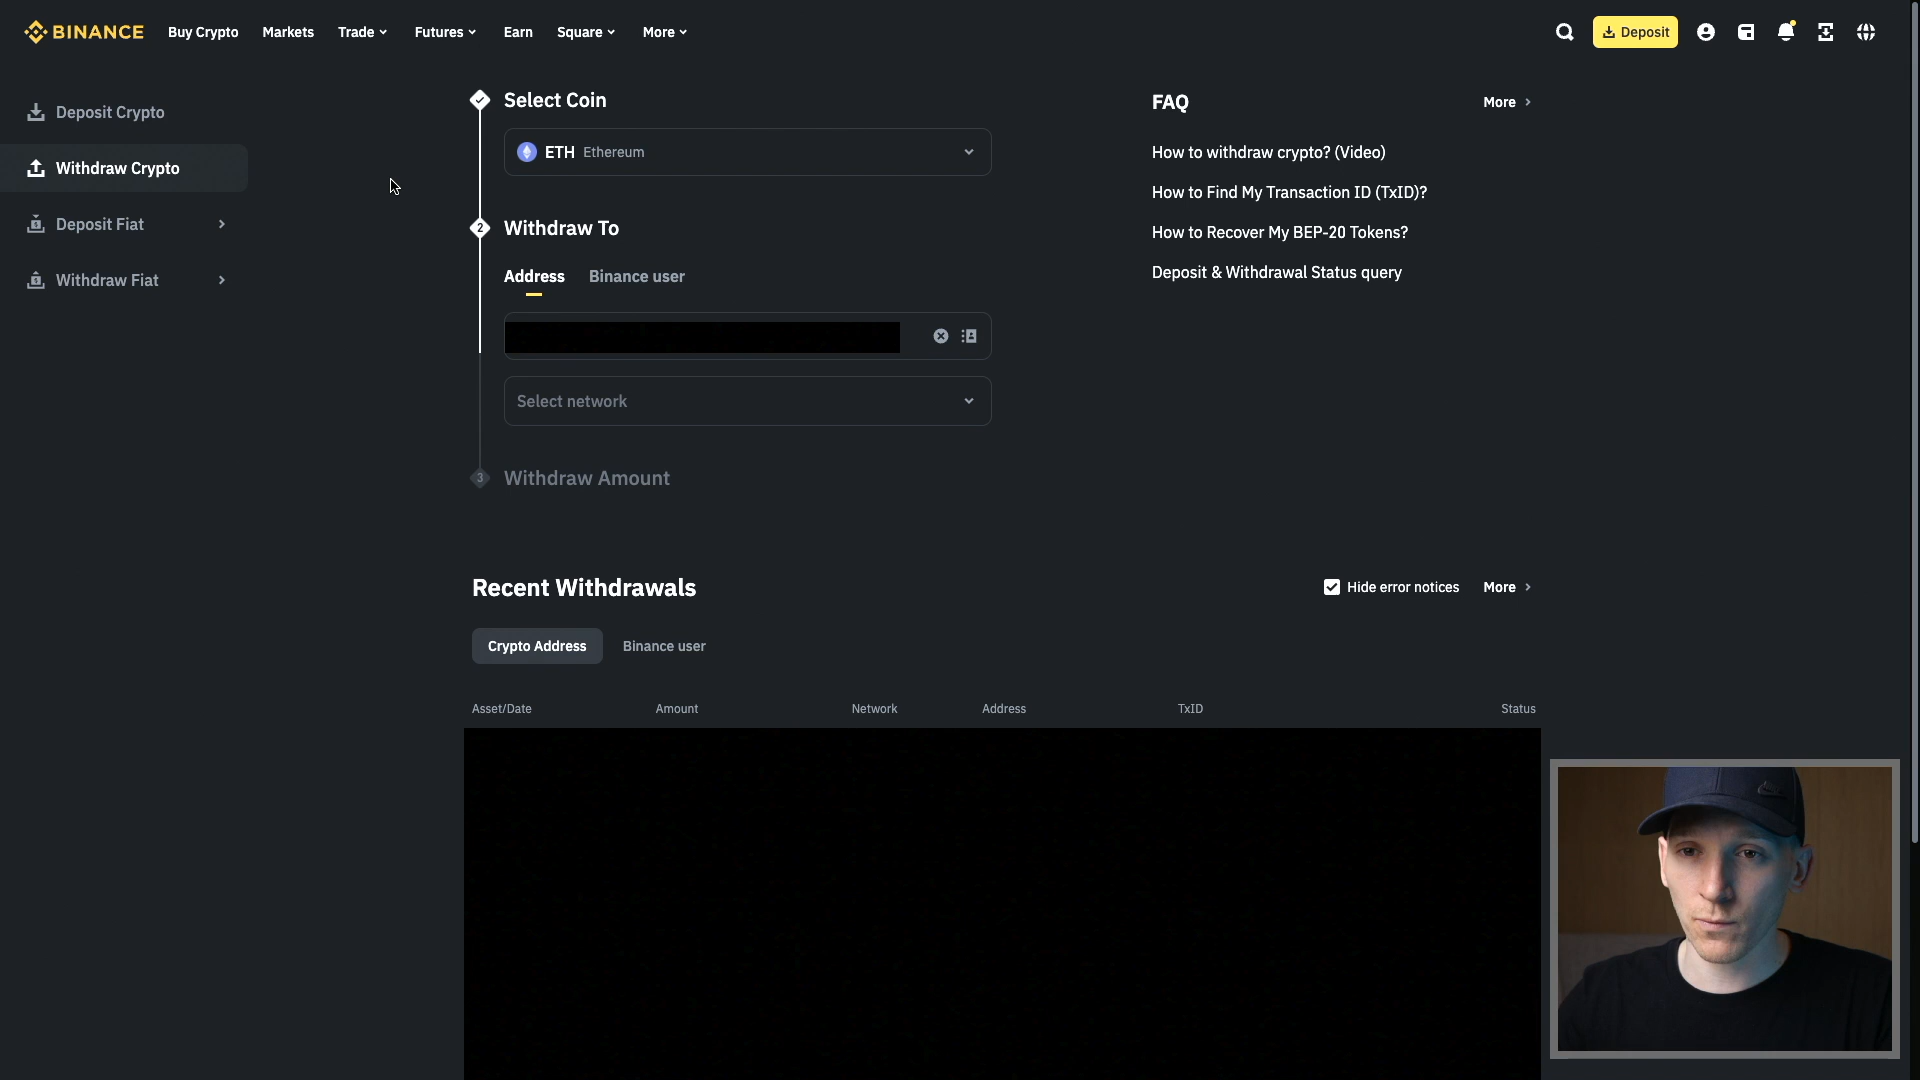 BINANCE Buy Crypto Markets Trade Futures Earn Square More Deposit
Deposit Crypto
Withdraw Crypto
Deposit Fiat
Withdraw Fiat
Select Coin
ETH Ethereum
2 Withdraw To
Address Binance user
Select network
3 Withdraw Amount
FAQ More
How to withdraw crypto? (Video)
How to Find My Transaction ID (TxID)?
How to Recover My BEP-20 Tokens?
Deposit & Withdrawal Status query
Recent Withdrawals Hide error notices More
Crypto Address Binance user
Asset/Date Amount Network Address TxID Status